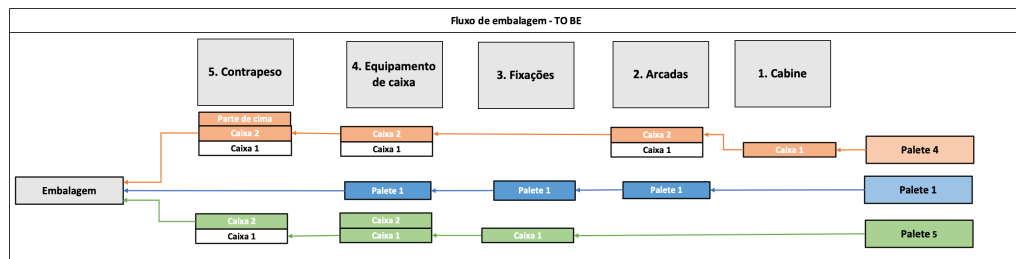 Fluxo de embalagem - TO BE
5. Contrapeso
4. Equipamento
de caixa
3. Fixações
2. Arcadas
1. Cabine
Parte de cima
Caixa 2
Caixa 1
Caixa 2
Caixa 1
Caixa 2
Caixa 1
Caixa 1
Palete 4
Embalagem
Palete 1
Palete 1
Palete 1
Palete 1
Caixa 2
Caixa 1
Caixa 2
Caixa 1
Caixa 1
Palete 5